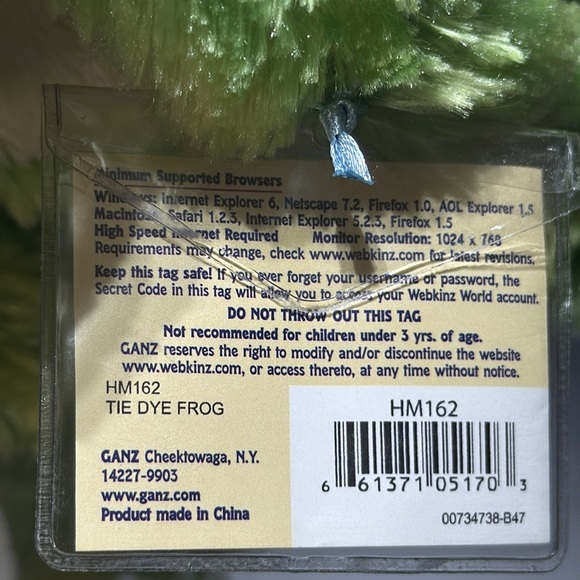 Minimum Supported Browsers
Windows: Internet Explorer 6, Netscape 7.2, Firefox 1.0, AOL Explorer 1.5
Macintosh: Safari 1.2.3, Internet Explorer 5.2.3, Firefox 1.5
High Speed Internet Required Monitor Resolution: 1024 x 768
Requirements may change, check www.webkinz.com for latest revisions.
Keep this tag safe! If you ever forget your username or password, the
Secret Code in this tag will allow you to access your Webkinz World account.
DO NOT THROW OUT THIS TAG
Not recommended for children under 3 yrs. of age.
GANZ reserves the right to modify and/or discontinue the website
www.webkinz.com, or access thereto, at any time without notice.
HM162
TIE DYE FROG
GANZ Cheektowaga, N.Y.
14227-9903
www.ganz.com
Product made in China
HM162
6 61371 05170 3
00734738-B47